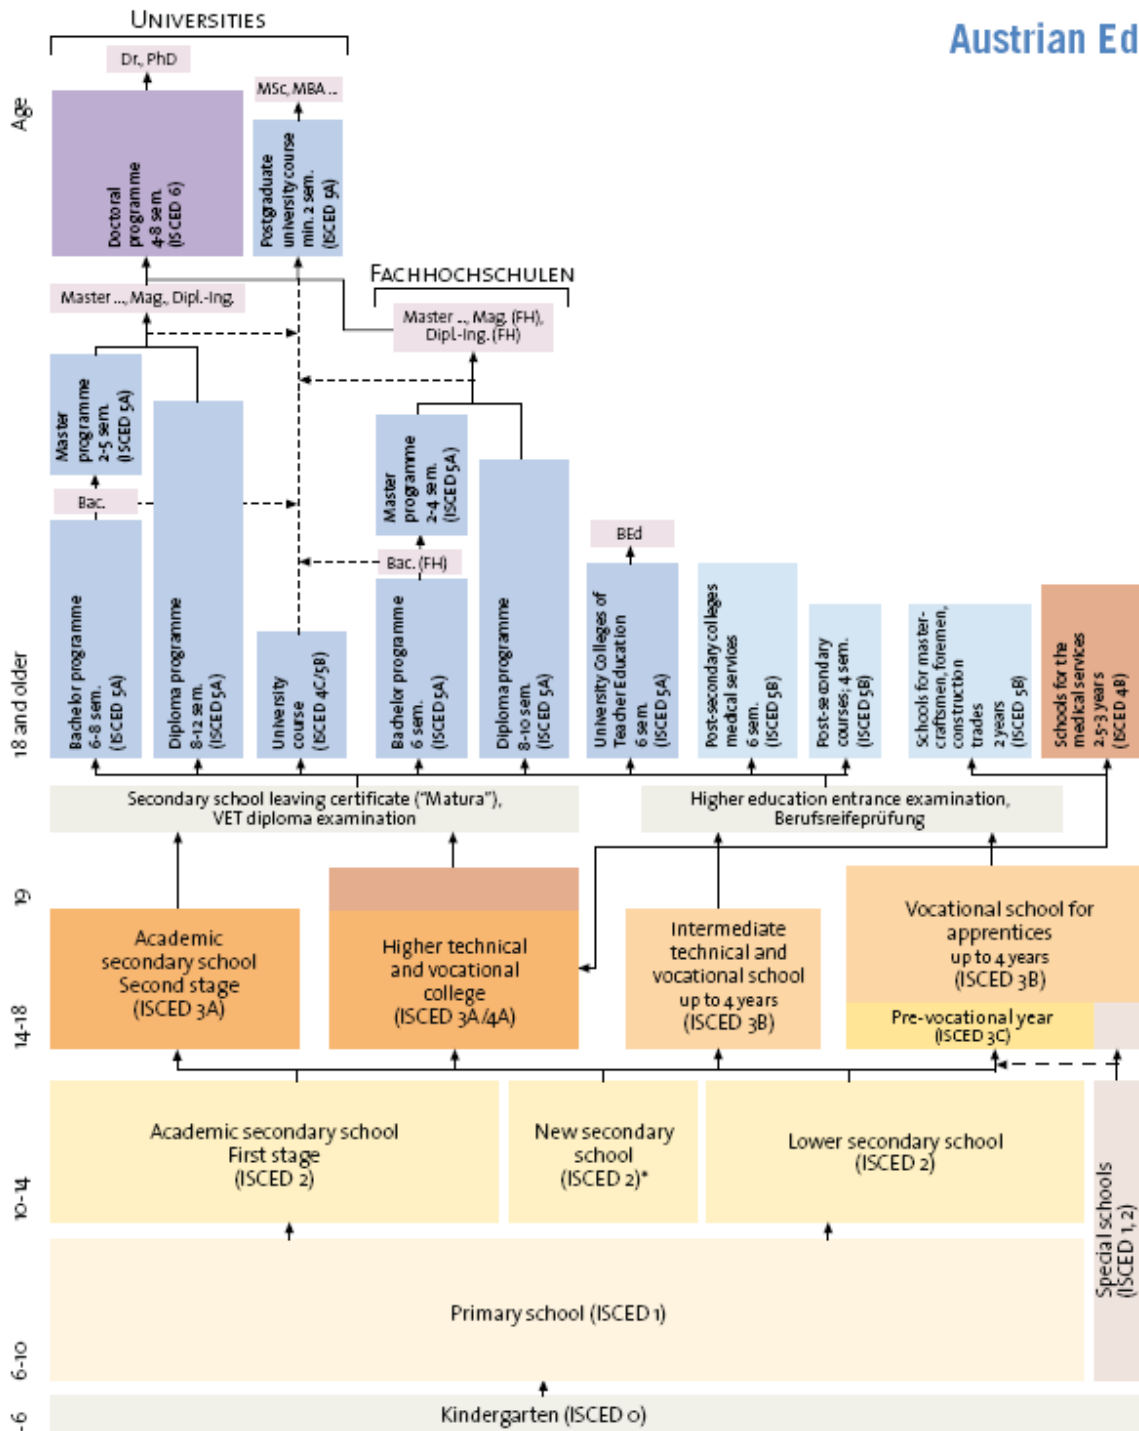 UNIVERSITIES
Austrian Ed
Dr., PhD
MSc, MBA ...
Age
Doctoral
programme
4-8 sem.
(ISCED 6)
Postgraduate
university course
min. 2 sem.
(ISCED 5A)
FACHHOCHSCHULEN
Master ..., Mag., Dipl.-Ing.
Master ..., Mag. (FH),
Dipl.-Ing. (FH)
Master
programme
2-5 sem.
(ISCED 5A)
Master
programme
2-4 sem.
(ISCED 5A)
Bac.
Bac. (FH)
BEd
18 and older
Bachelor programme
6-8 sem.
(ISCED 5A)
Diploma programme
8-12 sem.
(ISCED 5A)
University
course
(ISCED 4C/5B)
Bachelor programme
6 sem.
(ISCED 5A)
Diploma programme
8-10 sem.
(ISCED 5A)
University Colleges of
Teacher Education
6 sem.
(ISCED 5A)
Post-secondary colleges
medical services
6 sem.
(ISCED 5B)
Post-secondary
courses; 4 sem.
(ISCED 5B)
Schools for master-
craftsmen, foremen,
construction
trades
2 years
(ISCED 5B)
Schools for the
medical services
2.5-3 years
(ISCED 4B)
Secondary school leaving certificate ("Matura"),
VET diploma examination
Higher education entrance examination,
Berufsreifeprüfung
19
14-18
Academic
secondary school
Second stage
(ISCED 3A)
Higher technical
and vocational
college
(ISCED 3A/4A)
Intermediate
technical and
vocational school
up to 4 years
(ISCED 3B)
Vocational school for
apprentices
up to 4 years
(ISCED 3B)
Pre-vocational year
(ISCED 3C)
10-14
Academic secondary school
First stage
(ISCED 2)
New secondary
school
(ISCED 2)*
Lower secondary school
(ISCED 2)
Special schools
(ISCED 1, 2)
6-10
Primary school (ISCED 1)
-6
Kindergarten (ISCED 0)